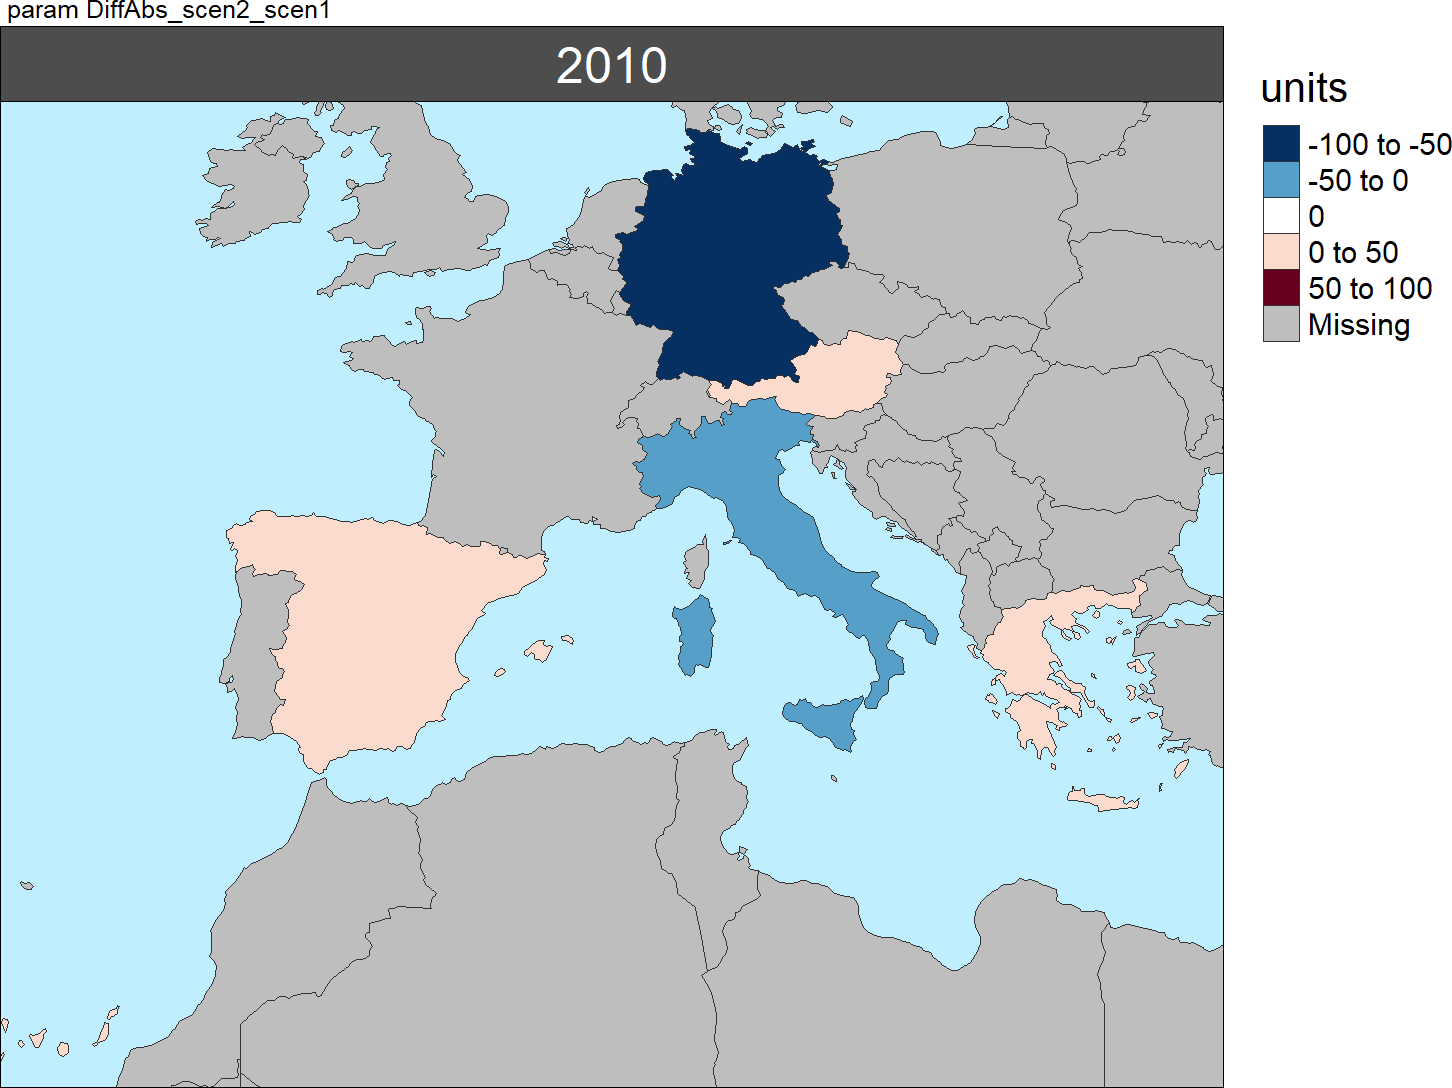 param DiffAbs_scen2_scen1
2010
units
-100 to -50
-50 to 0
0
0 to 50
50 to 100
Missing